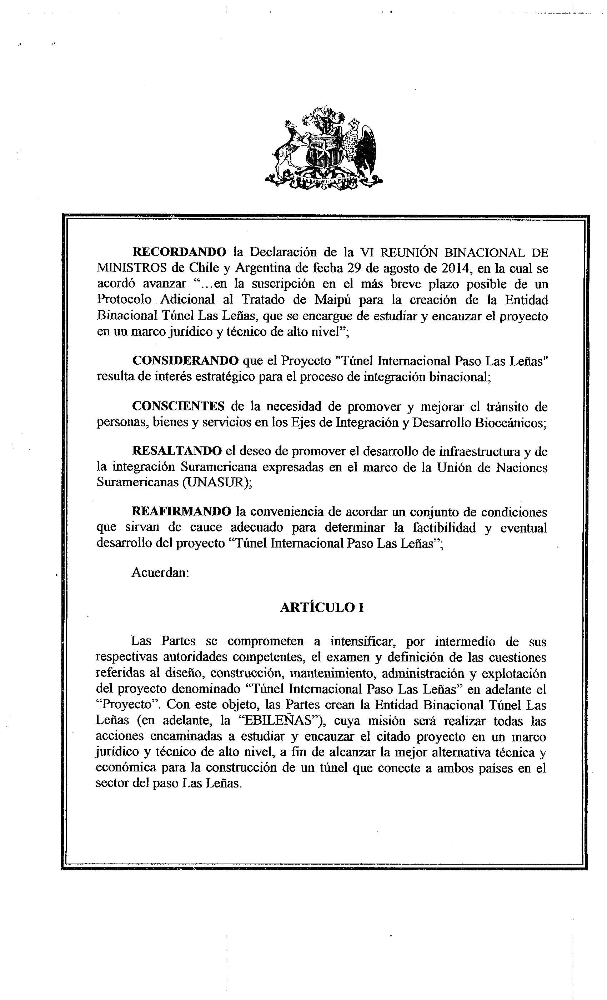 RECORDANDO la Declaración de la VI REUNIÓN BINACIONAL DE
MINISTROS de Chile y Argentina de fecha 29 de agosto de 2014, en la cual se
acordó avanzar “...en la suscripción en el más breve plazo posible de un
Protocolo Adicional al Tratado de Maipú para la creación de la Entidad
Binacional Túnel Las Leñas, que se encargue de estudiar y encauzar el proyecto
en un marco jurídico y técnico de alto nivel”;
CONSIDERANDO que el Proyecto "Túnel Internacional Paso Las Leñas"
resulta de interés estratégico para el proceso de integración binacional;
CONSCIENTES de la necesidad de promover y mejorar el tránsito de
personas, bienes y servicios en los Ejes de Integración y Desarrollo Bioceánicos;
RESALTANDO el deseo de promover el desarrollo de infraestructura y de
la integración Suramericana expresadas en el marco de la Unión de Naciones
Suramericanas (UNASUR);
REAFIRMANDO la conveniencia de acordar un conjunto de condiciones
que sirvan de cauce adecuado para determinar la factibilidad y eventual
desarrollo del proyecto “Túnel Internacional Paso Las Leñas”;
Acuerdan:
ARTÍCULO I
Las Partes se comprometen a intensificar, por intermedio de sus
respectivas autoridades competentes, el examen y definición de las cuestiones
referidas al diseño, construcción, mantenimiento, administración y explotación
del proyecto denominado “Túnel Internacional Paso Las Leñas” en adelante el
“Proyecto”. Con este objeto, las Partes crean la Entidad Binacional Túnel Las
Leñas (en adelante, la “EBILEÑAS”), cuya misión será realizar todas las
acciones encaminadas a estudiar y encauzar el citado proyecto en un marco
jurídico y técnico de alto nivel, a fin de alcanzar la mejor alternativa técnica y
económica para la construcción de un túnel que conecte a ambos países en el
sector del paso Las Leñas.